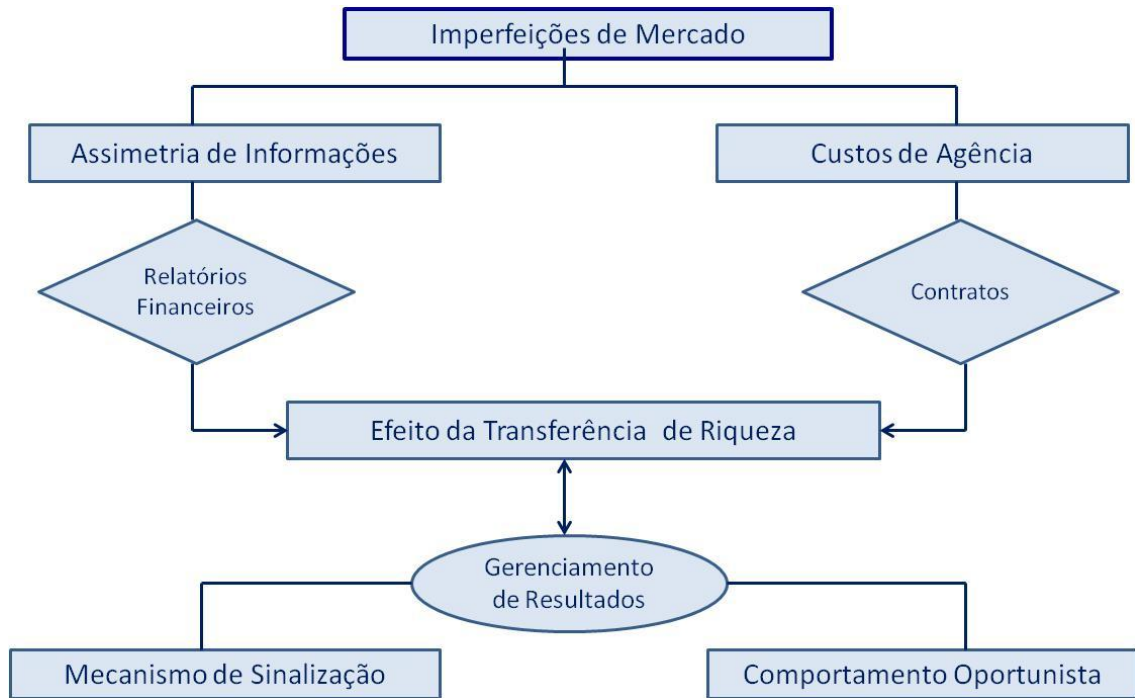 Imperfeições de Mercado
Assimetria de Informações
Custos de Agência
Relatórios
Financeiros
Contratos
Efeito da Transferência de Riqueza
Gerenciamento
de Resultados
Mecanismo de Sinalização
Comportamento Oportunista